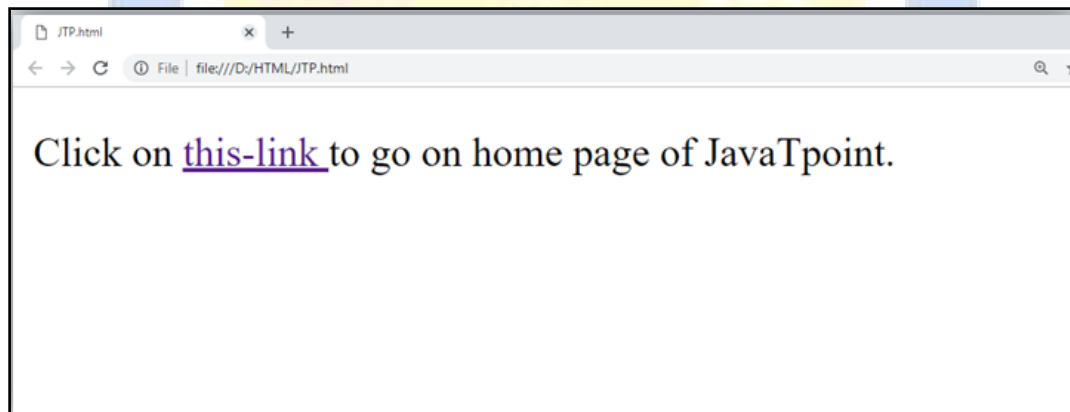 JTP.html
File | file:///D:/HTML/JTP.html
Click on this-link to go on home page of JavaTpoint.